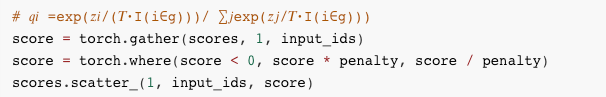 # 𝑞𝑖 =exp(𝑧𝑖/(𝑇·I(i∈g)))/ ∑𝑗exp(𝑧𝑗/𝑇·I(i∈g)))
score = torch.gather(scores, 1, input_ids)
score = torch.where(score < 0, score * penalty, score / penalty)
scores.scatter_(1, input_ids, score)